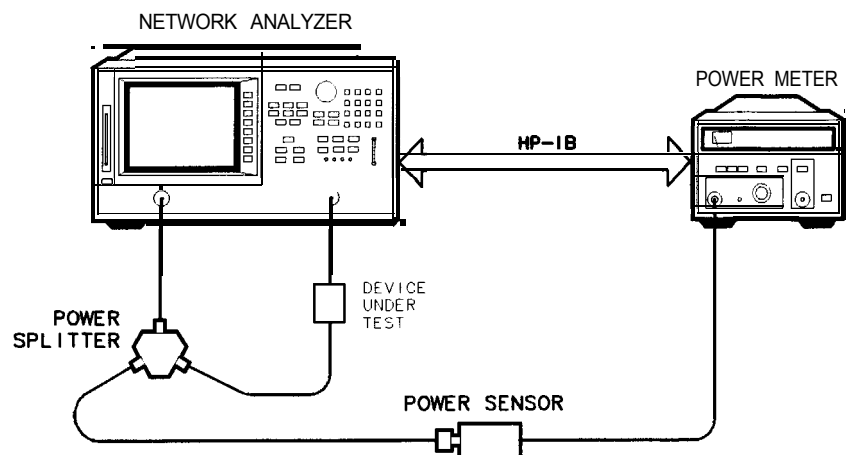 NETWORK ANALYZER
POWER METER
HP-IB
DEVICE
UNDER
TEST
POWER
SPLITTER
POWER SENSOR